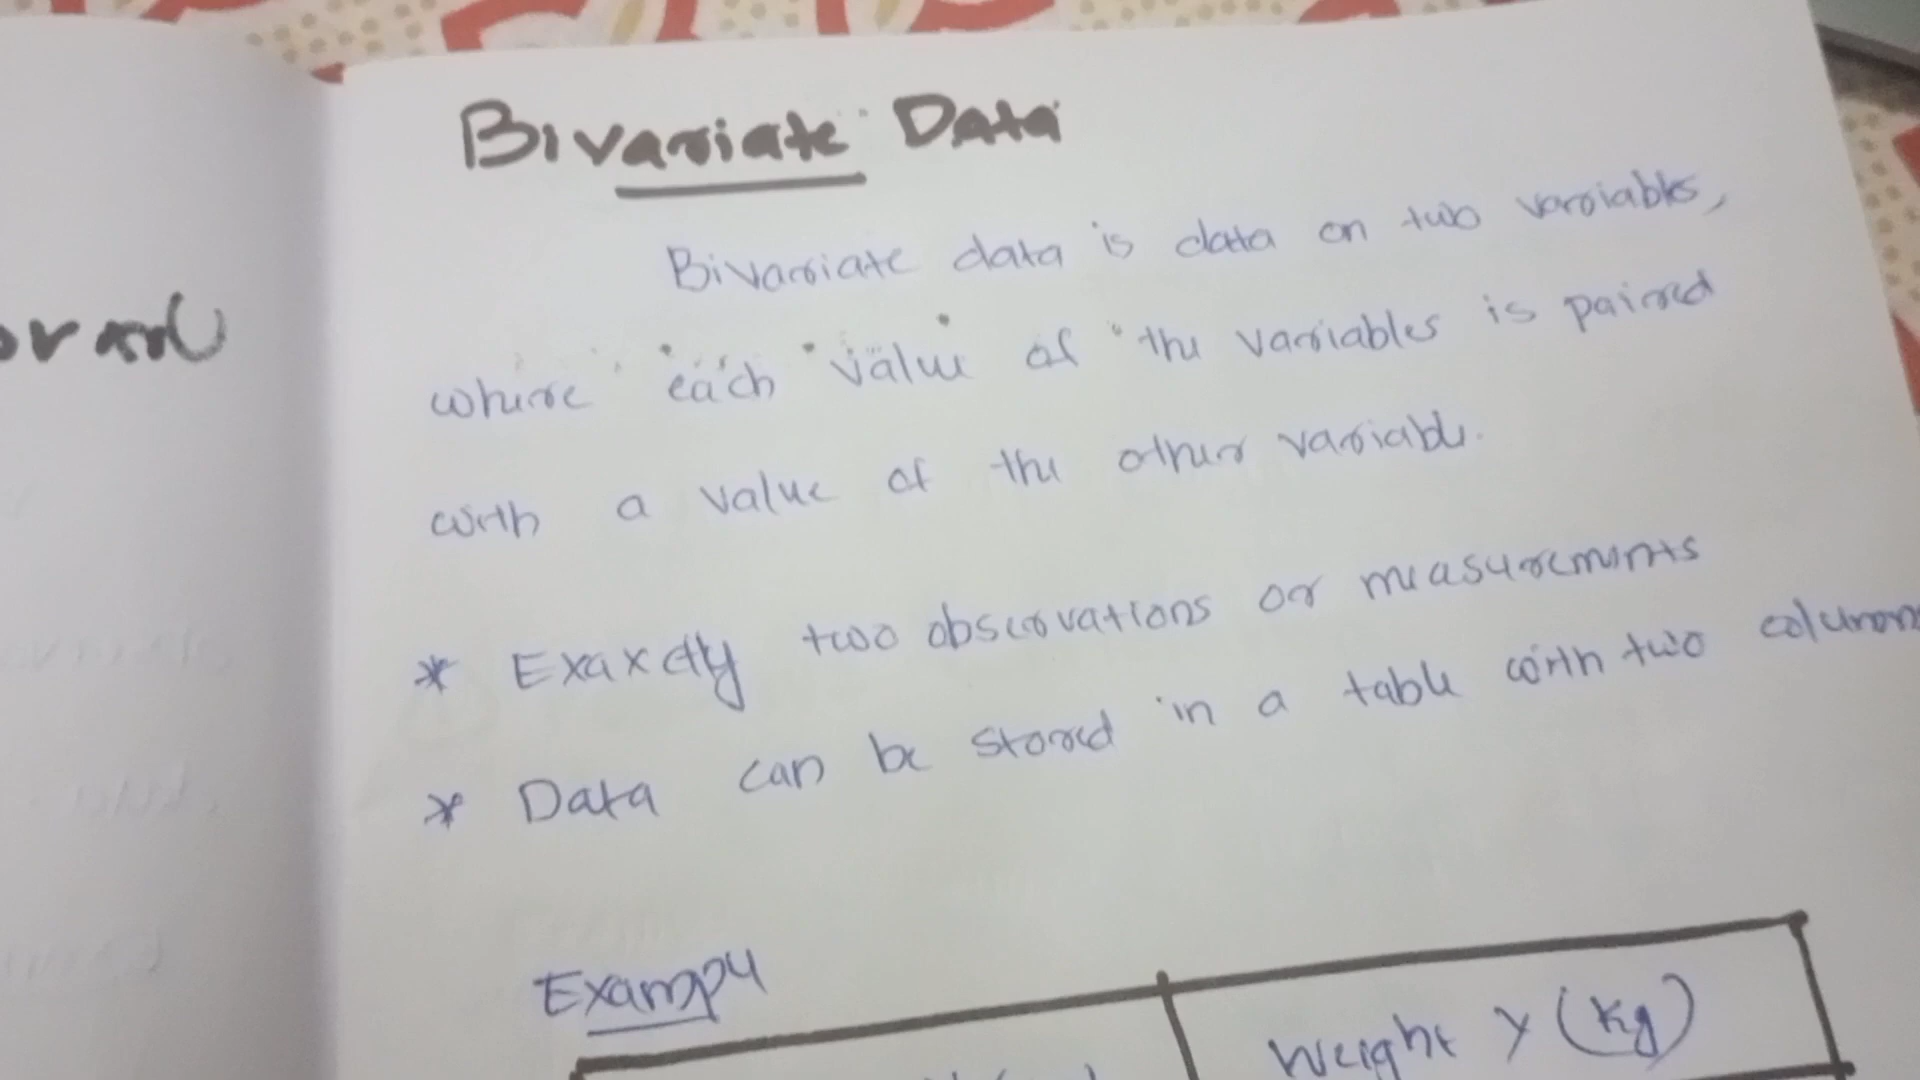 Bivariate Data
Bivariate data is data on two variables,
where each value of the variables is paired
with a value of the other variable.
* Exaxctly two observations or measurements
* Data can be stored in a table with two columns
Example
Weight y (kg)